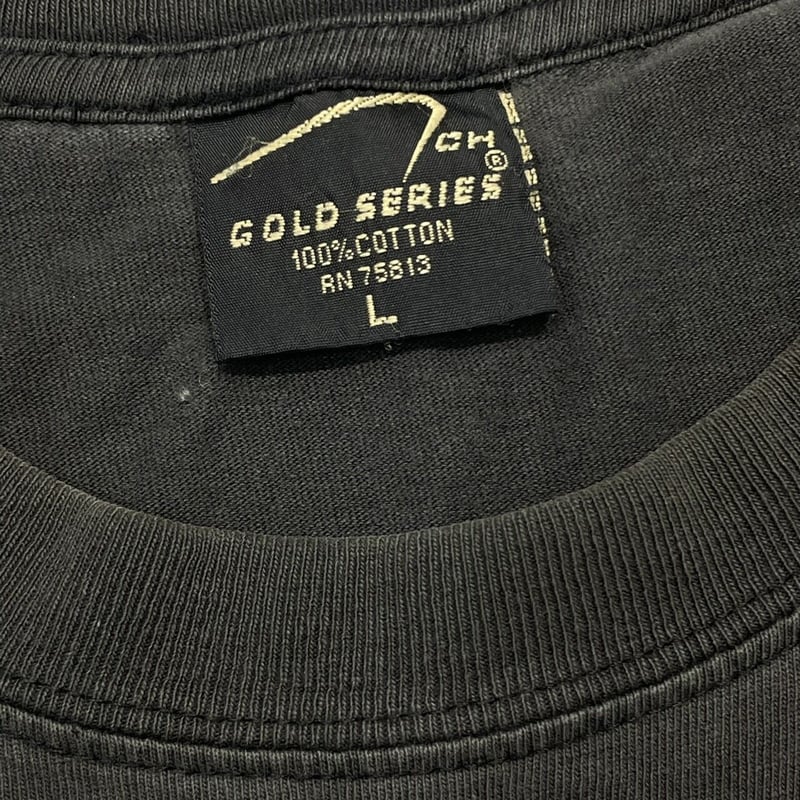 CH®
GOLD SERIES
100% COTTON
RN 75813
L